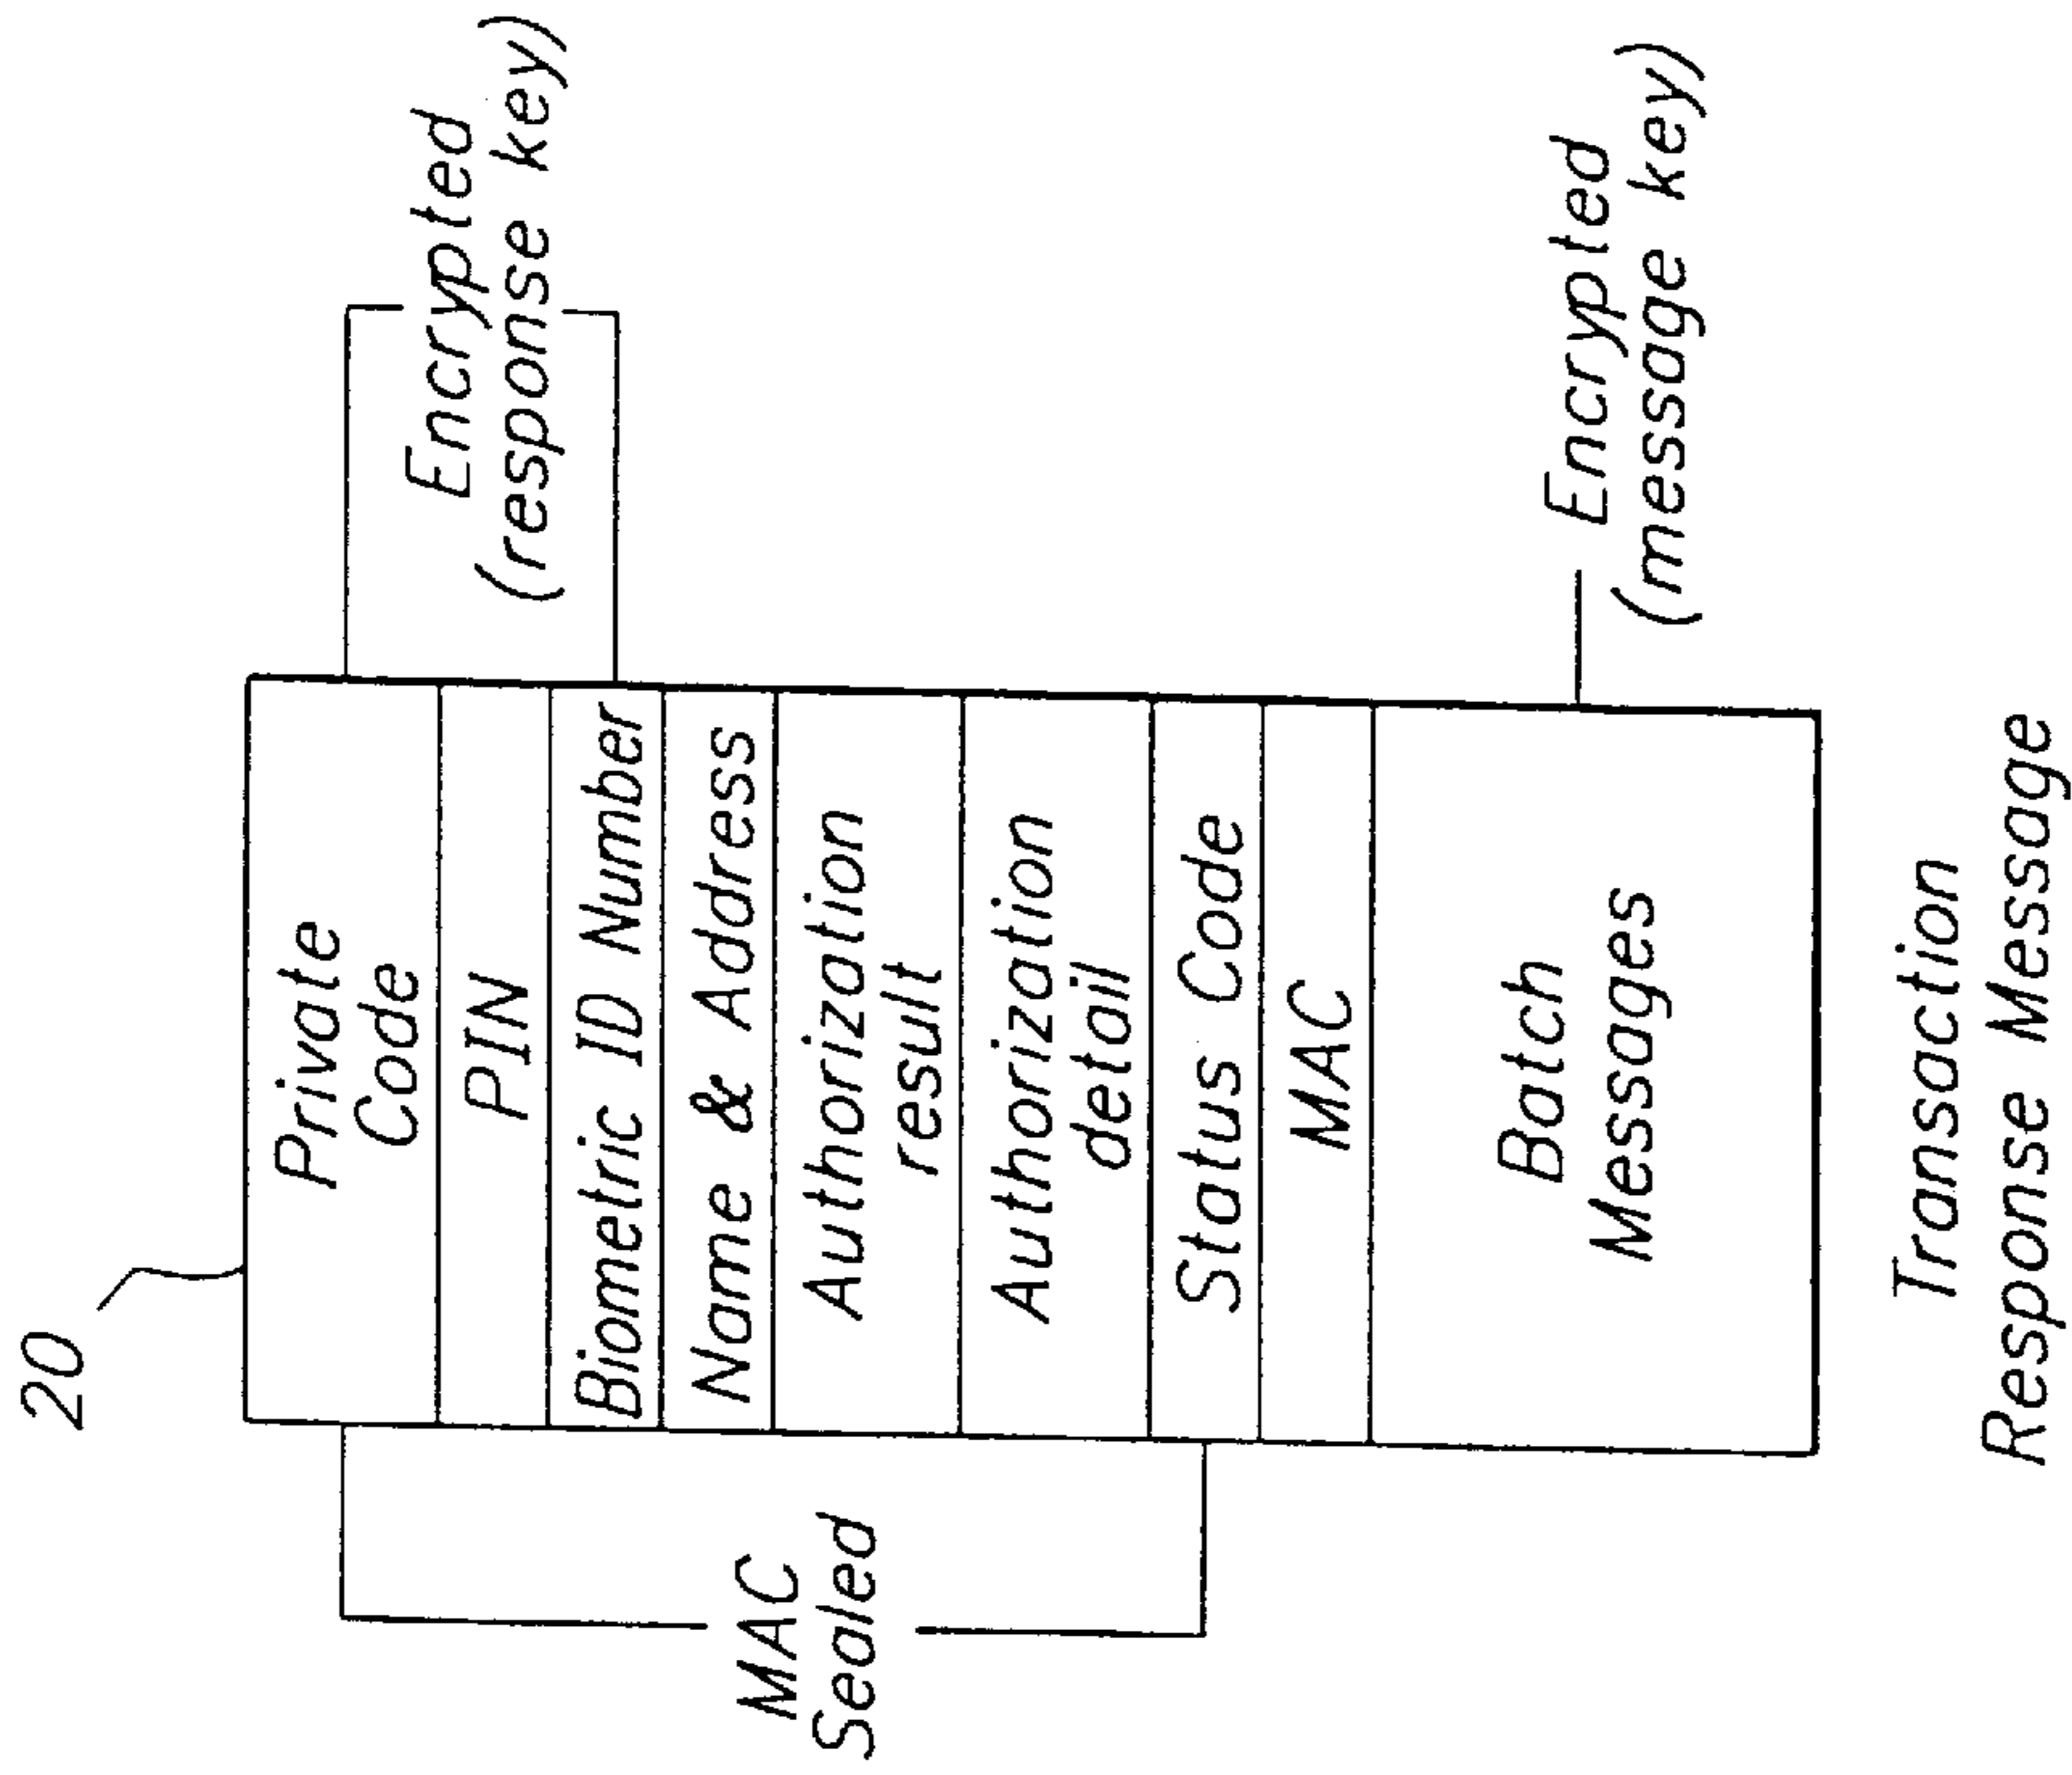 20
Private
Code
PIN
Biometric ID Number
Name & Address
Authorization
result
Authorization
detail
Status Code
MAC
Batch
Messages
MAC
Sealed
Encrypted
(response key)
Encrypted
(message key)
Transaction
Response Message